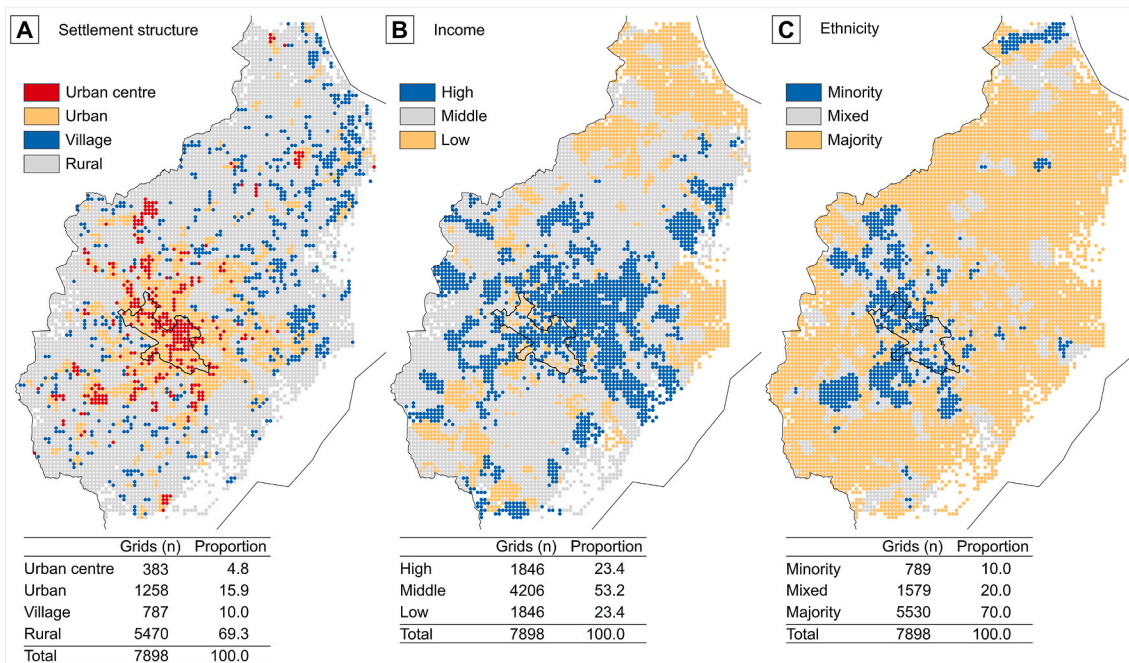 A Settlement structure
Urban centre
Urban
Village
Rural
Grids (n) Proportion
Urban centre 383 4.8
Urban 1258 15.9
Village 787 10.0
Rural 5470 69.3
Total 7898 100.0
B Income
High
Middle
Low
Grids (n) Proportion
High 1846 23.4
Middle 4206 53.2
Low 1846 23.4
Total 7898 100.0
C Ethnicity
Minority
Mixed
Majority
Grids (n) Proportion
Minority 789 10.0
Mixed 1579 20.0
Majority 5530 70.0
Total 7898 100.0